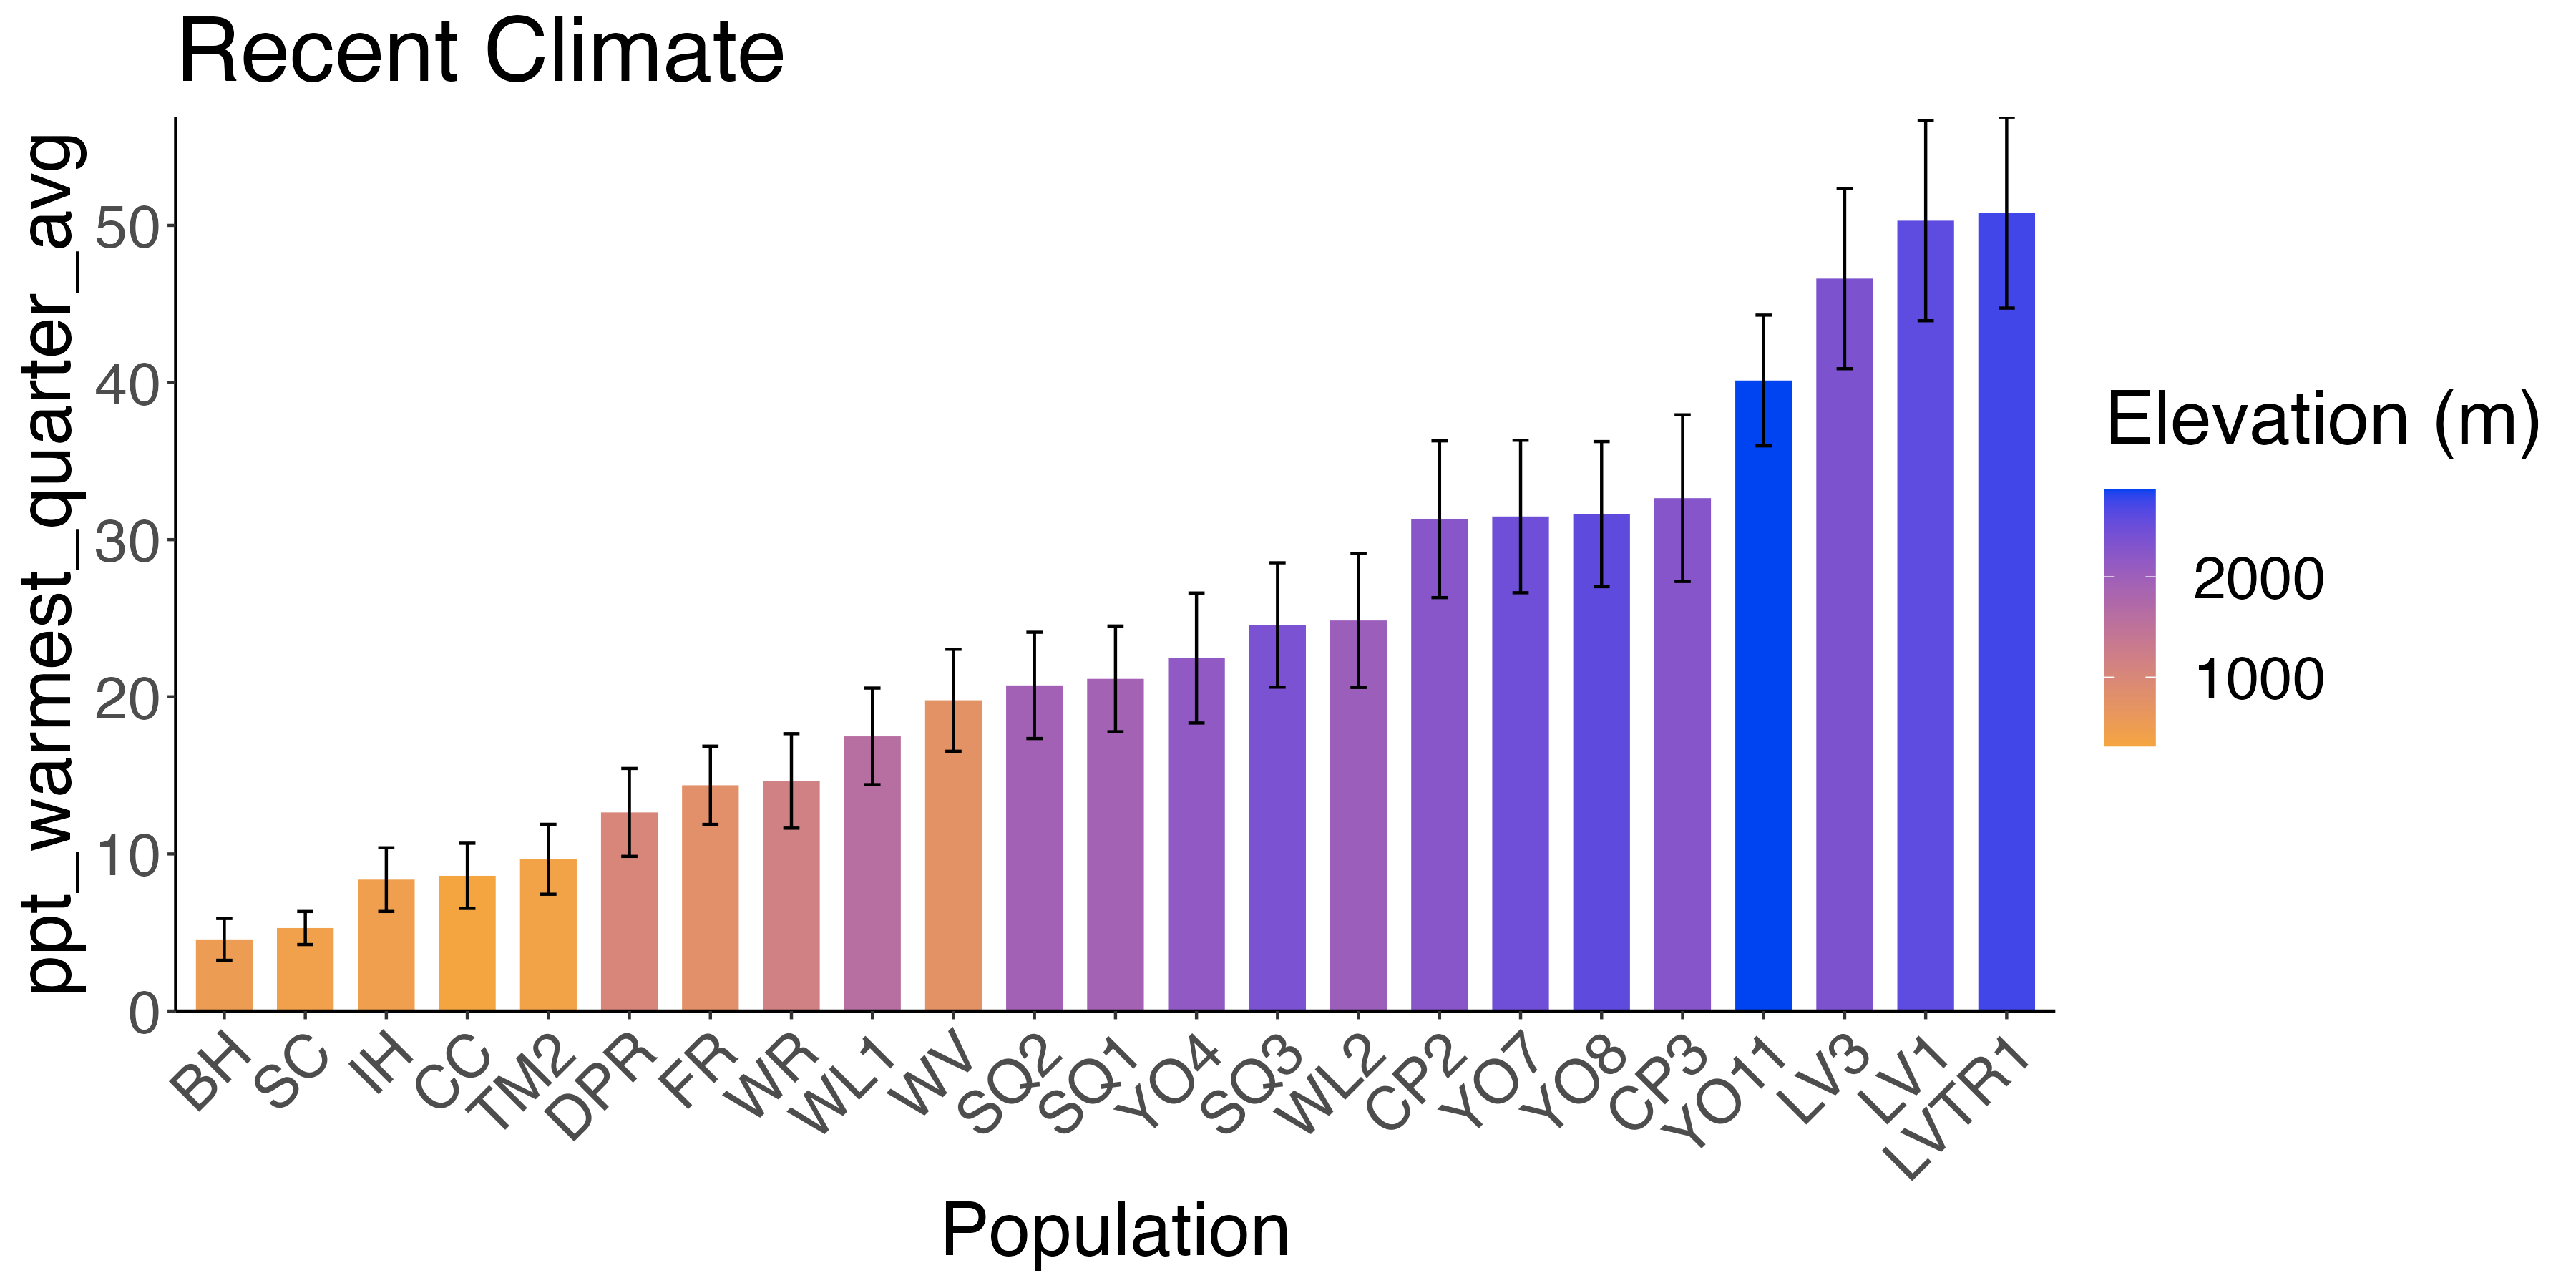 Recent Climate
ppt_warmest_quarter_avg
50
40
30
20
10
0
BH
SC
IH
CC
TM2
DPR
FR
WR
WL1
WV
SQ2
SQ1
YO4
SQ3
WL2
CP2
YO7
YO8
CP3
YO11
LV3
LV1
LVTR1
Population
Elevation (m)
2000
1000